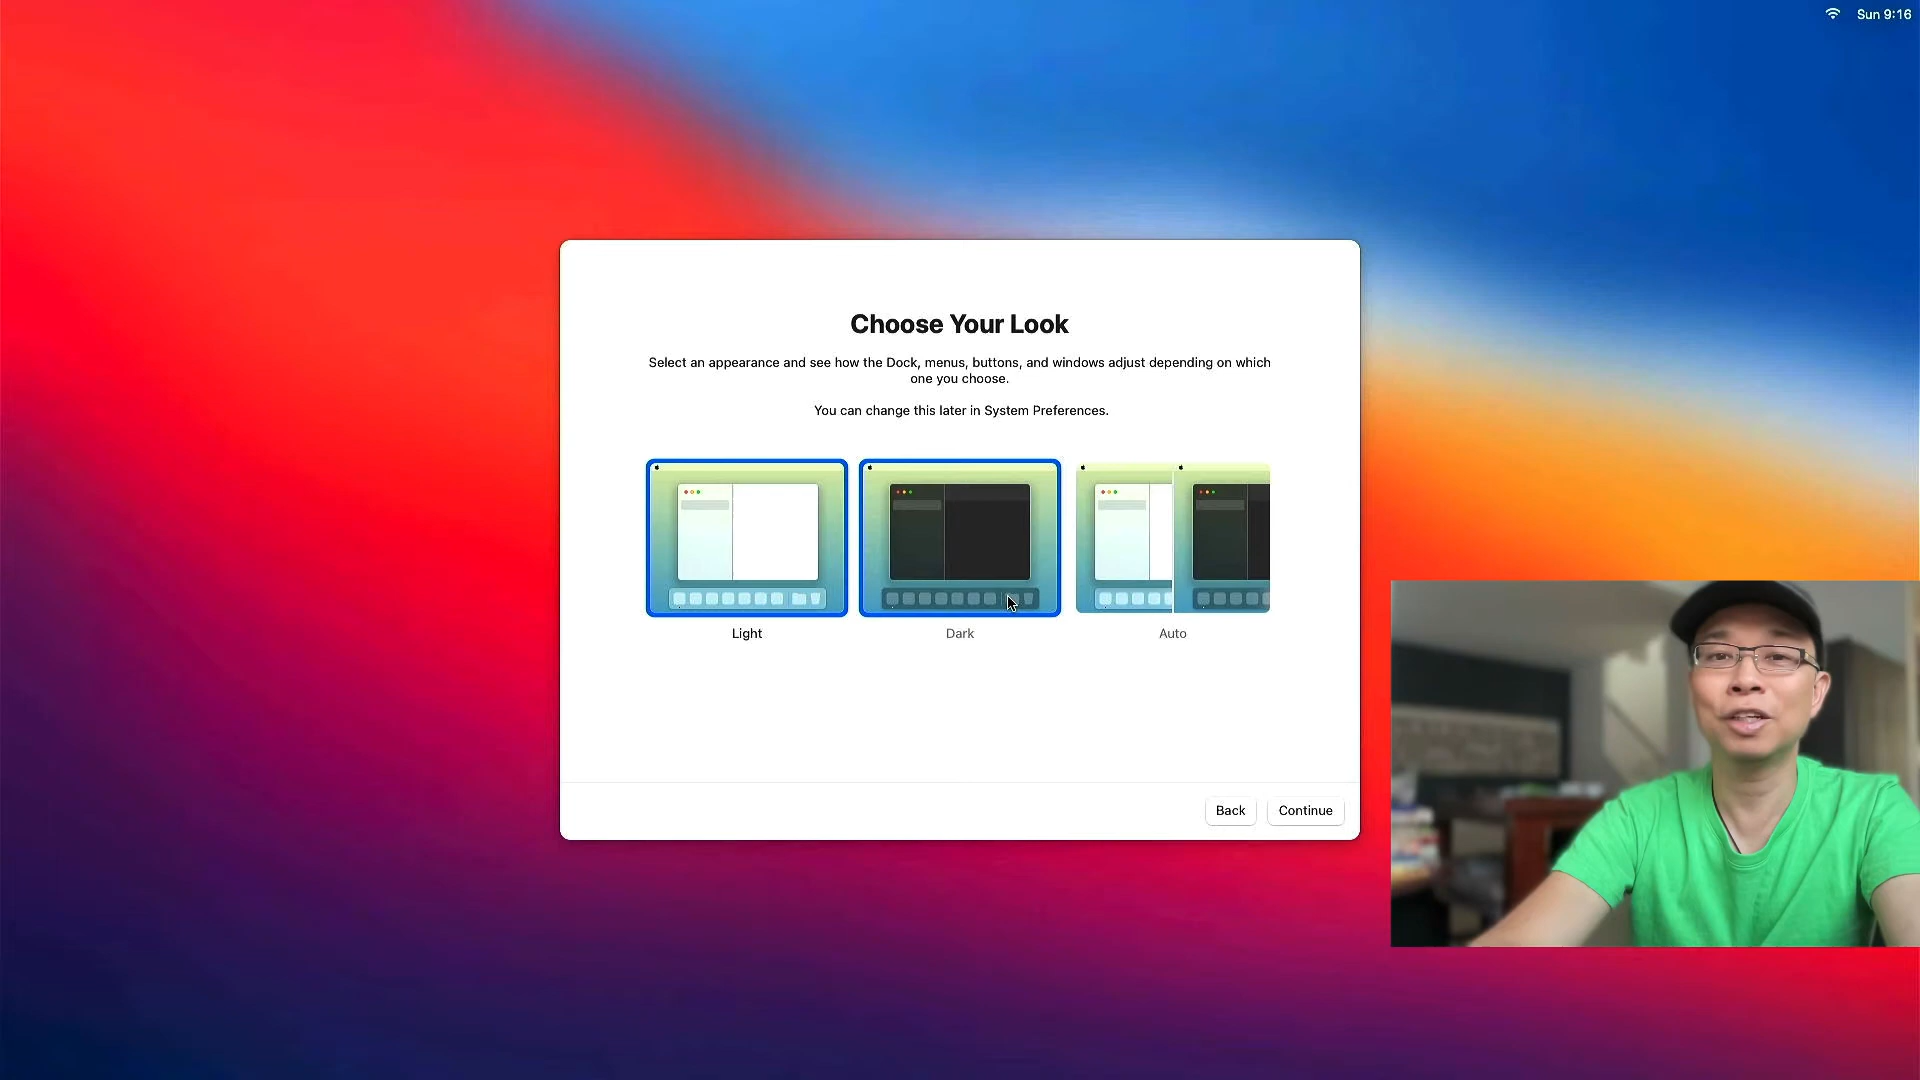 Sun 9:16
Choose Your Look
Select an appearance and see how the Dock, menus, buttons, and windows adjust depending on which
one you choose.
You can change this later in System Preferences.
Light
Dark
Auto
Back
Continue